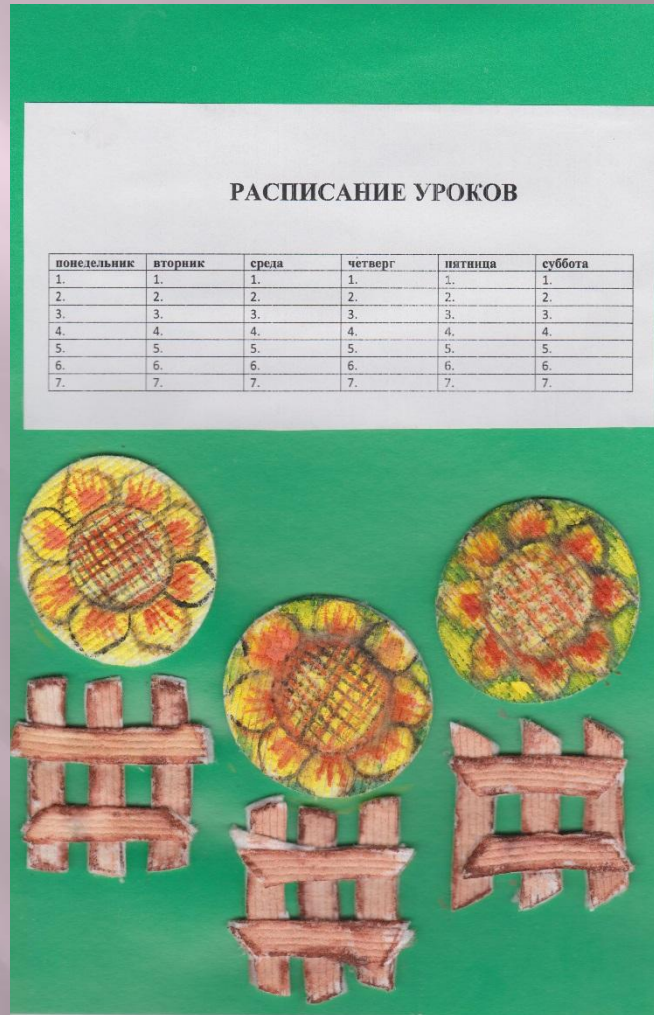 РАСПИСАНИЕ УРОКОВ
понедельник вторник среда четверг пятница суббота
1. 1. 1. 1. 1. 1.
2. 2. 2. 2. 2. 2.
3. 3. 3. 3. 3. 3.
4. 4. 4. 4. 4. 4.
5. 5. 5. 5. 5. 5.
6. 6. 6. 6. 6. 6.
7. 7. 7. 7. 7. 7.